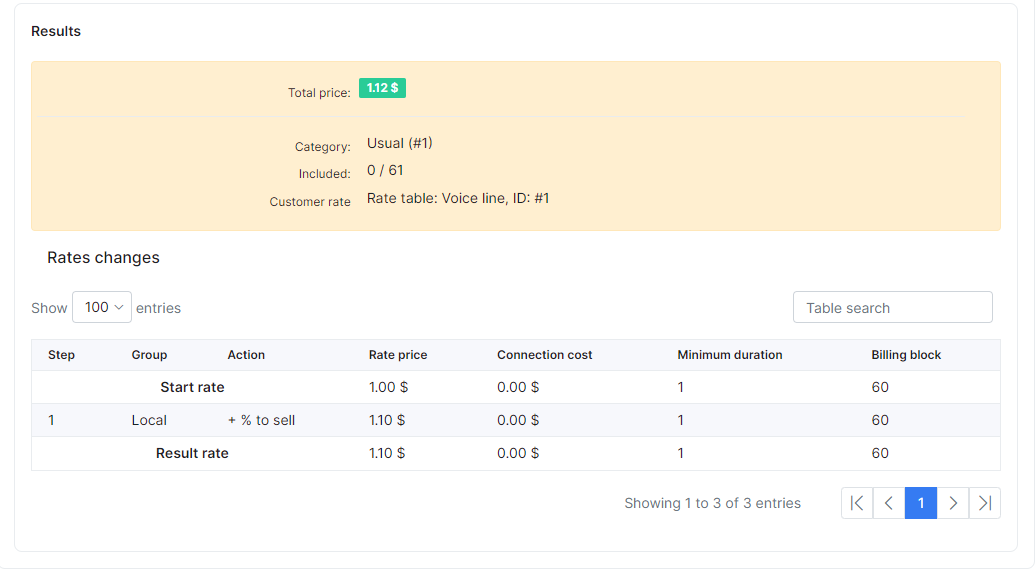 Results
Total price: 1.12 $
Category: Usual (#1)
Included: 0 / 61
Customer rate Rate table: Voice line, ID: #1
Rates changes
Show 100 entries Table search
Step Group Action Rate price Connection cost Minimum duration Billing block
Start rate 1.00 $ 0.00 $ 1 60
1 Local + % to sell 1.10 $ 0.00 $ 1 60
Result rate 1.10 $ 0.00 $ 1 60
Showing 1 to 3 of 3 entries 1